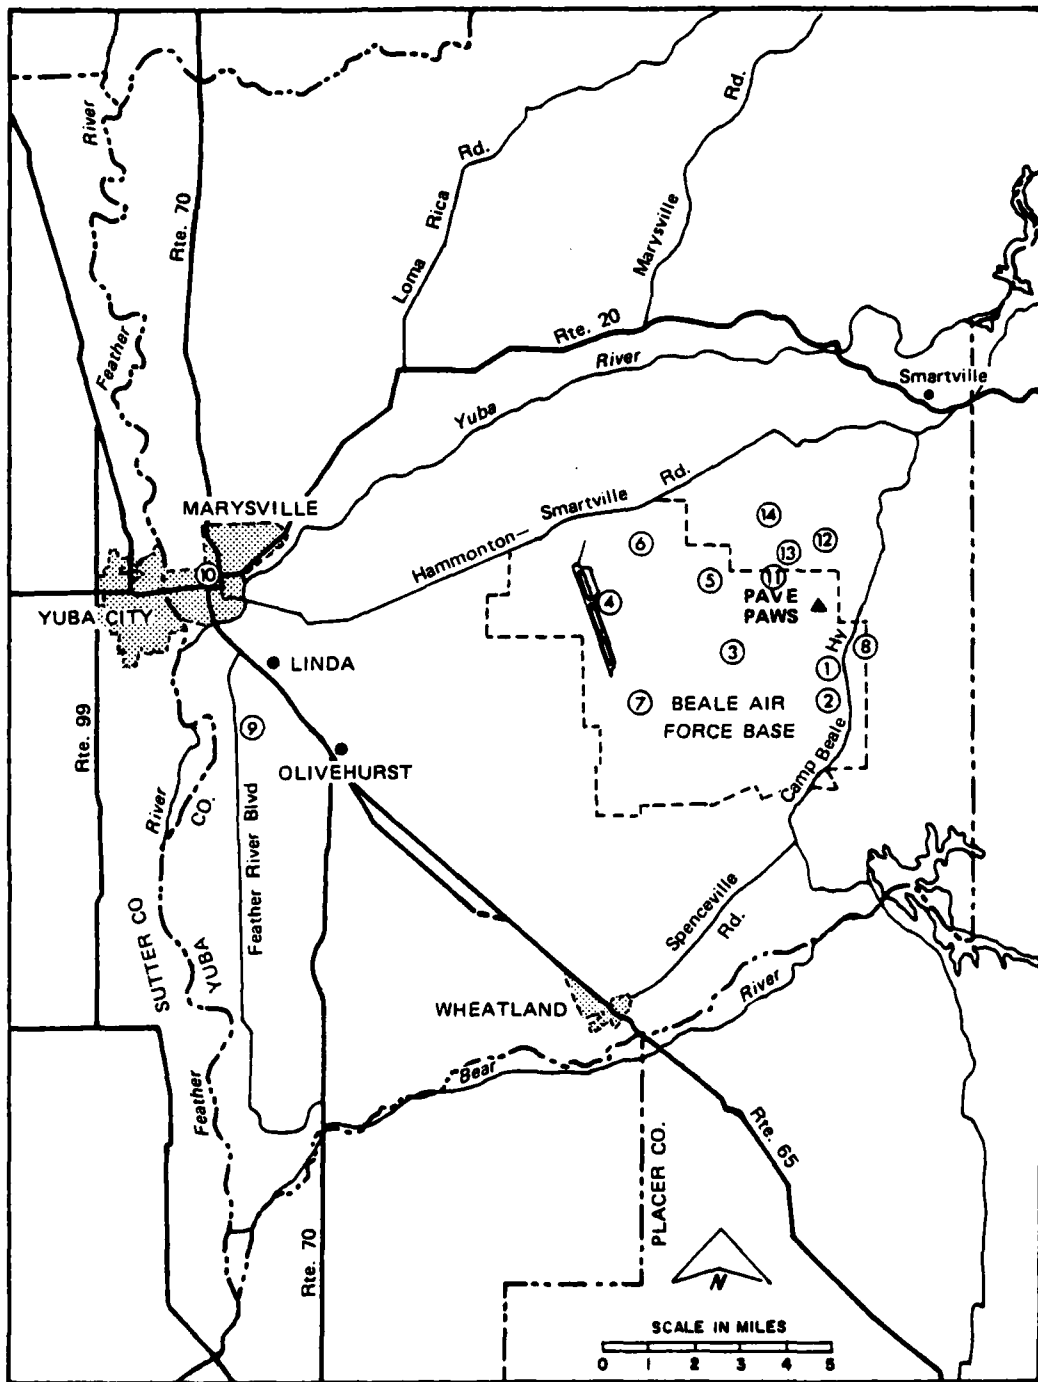 River
Rte. 70
Feather
Loma Rica Rd.
Marysville Rd.
Rte. 20
River
Yuba
Smartville
MARYSVILLE
Hammonton-Smartville Rd.
YUBA CITY
10
LINDA
9
OLIVEHURST
Rte. 99
River
CO.
Feather River Blvd
SUTTER CO
YUBA
Feather
14
6
12
13
5
11
4
PAVE
PAWS
3
8
1
Hy
7
2
BEALE AIR
FORCE BASE
Camp Beale
Spenceville Rd.
WHEATLAND
River
Bear
Rte. 65
PLACER CO.
Rte. 70
N
SCALE IN MILES
0 1 2 3 4 5